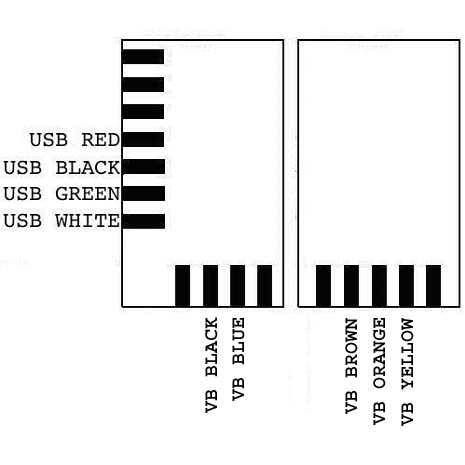 USB RED
USB BLACK
USB GREEN
USB WHITE
VB BLACK
VB BLUE
VB BROWN
VB ORANGE
VB YELLOW